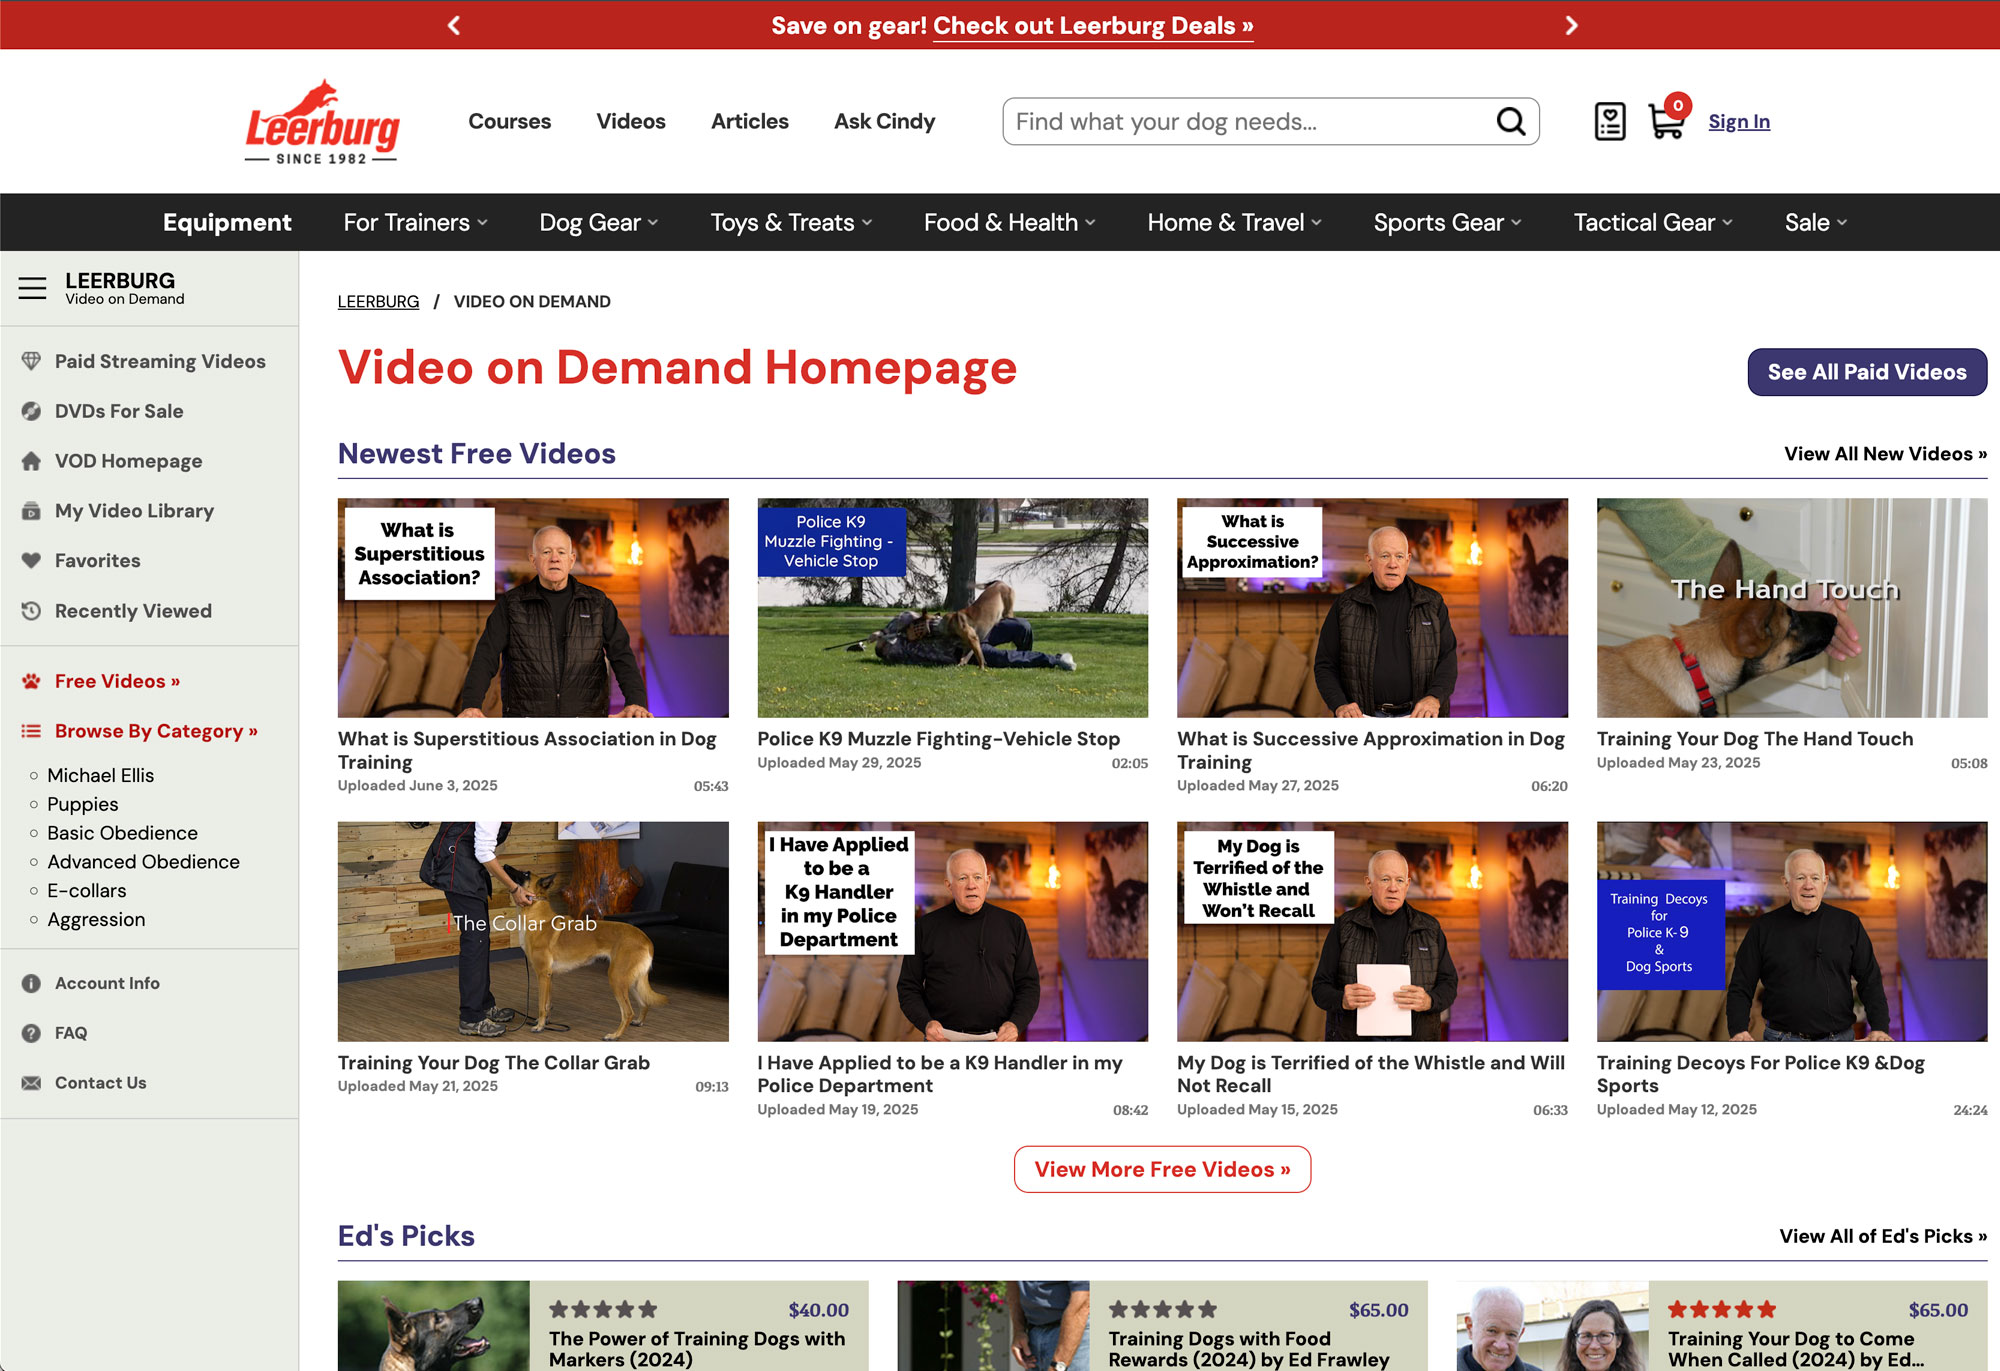 Save on gear! Check out Leerburg Deals »
Leerburg
SINCE 1982
Courses
Videos
Articles
Ask Cindy
Find what your dog needs...
0
Sign In
Equipment
For Trainers
Dog Gear
Toys & Treats
Food & Health
Home & Travel
Sports Gear
Tactical Gear
Sale
LEERBURG
Video on Demand
Paid Streaming Videos
DVDs For Sale
VOD Homepage
My Video Library
Favorites
Recently Viewed
Free Videos »
Browse By Category »
Michael Ellis
Puppies
Basic Obedience
Advanced Obedience
E-collars
Aggression
Account Info
FAQ
Contact Us
LEERBURG / VIDEO ON DEMAND
Video on Demand Homepage
See All Paid Videos
Newest Free Videos
View All New Videos »
What is
Superstitious
Association?
What is Superstitious Association in Dog
Training
Uploaded June 3, 2025
05:43
Police K9
Muzzle Fighting -
Vehicle Stop
Police K9 Muzzle Fighting-Vehicle Stop
Uploaded May 29, 2025
02:05
What is
Successive
Approximation?
What is Successive Approximation in Dog
Training
Uploaded May 27, 2025
06:20
The Hand Touch
Training Your Dog The Hand Touch
Uploaded May 23, 2025
05:08
The Collar Grab
Training Your Dog The Collar Grab
Uploaded May 21, 2025
09:13
I Have Applied
to be a
K9 Handler
in my Police
Department
I Have Applied to be a K9 Handler in my
Police Department
Uploaded May 19, 2025
08:42
My Dog is
Terrified of the
Whistle and
Won't Recall
My Dog is Terrified of the Whistle and Will
Not Recall
Uploaded May 15, 2025
06:33
Training Decoys
for
Police K-9
&
Dog Sports
Training Decoys For Police K9 &Dog
Sports
Uploaded May 12, 2025
24:24
View More Free Videos »
Ed's Picks
View All of Ed's Picks »
$40.00
The Power of Training Dogs with
Markers (2024)
$65.00
Training Dogs with Food
Rewards (2024) by Ed Frawley
$65.00
Training Your Dog to Come
When Called (2024) by Ed...